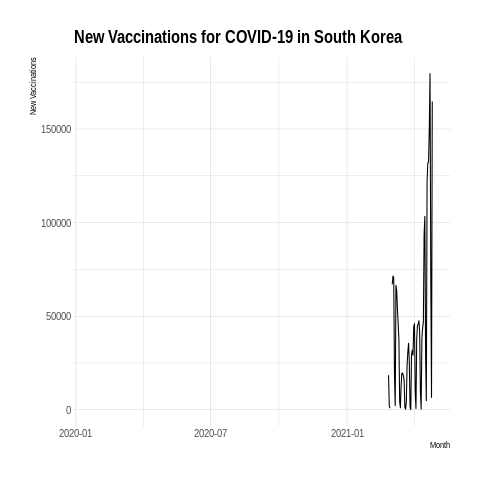 New Vaccinations for COVID-19 in South Korea
New Vaccinations
150000
100000
50000
0
2020-01
2020-07
2021-01
Month